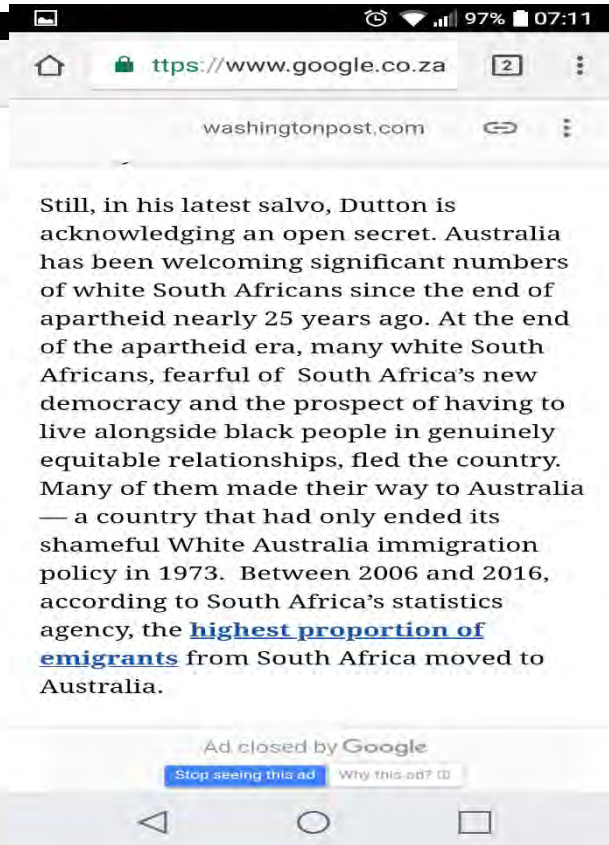 97% 07:11
ttps://www.google.co.za 2
washingtonpost.com
Still, in his latest salvo, Dutton is
acknowledging an open secret. Australia
has been welcoming significant numbers
of white South Africans since the end of
apartheid nearly 25 years ago. At the end
of the apartheid era, many white South
Africans, fearful of South Africa's new
democracy and the prospect of having to
live alongside black people in genuinely
equitable relationships, fled the country.
Many of them made their way to Australia
— a country that had only ended its
shameful White Australia immigration
policy in 1973. Between 2006 and 2016,
according to South Africa's statistics
agency, the highest proportion of
emigrants from South Africa moved to
Australia.
Ad closed by Google
Stop seeing this ad Why this ad?